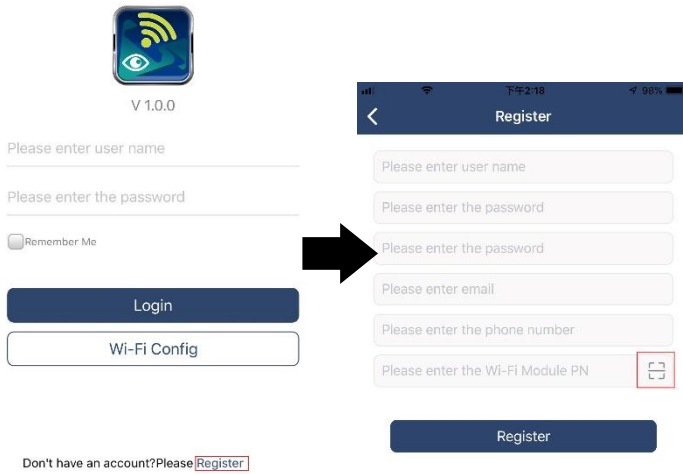 V 1.0.0
Please enter user name
Please enter the password
Remember Me
Login
Wi-Fi Config
Don't have an account?Please Register
下午2:18
98%
Register
Please enter user name
Please enter the password
Please enter the password
Please enter email
Please enter the phone number
Please enter the Wi-Fi Module PN
Register